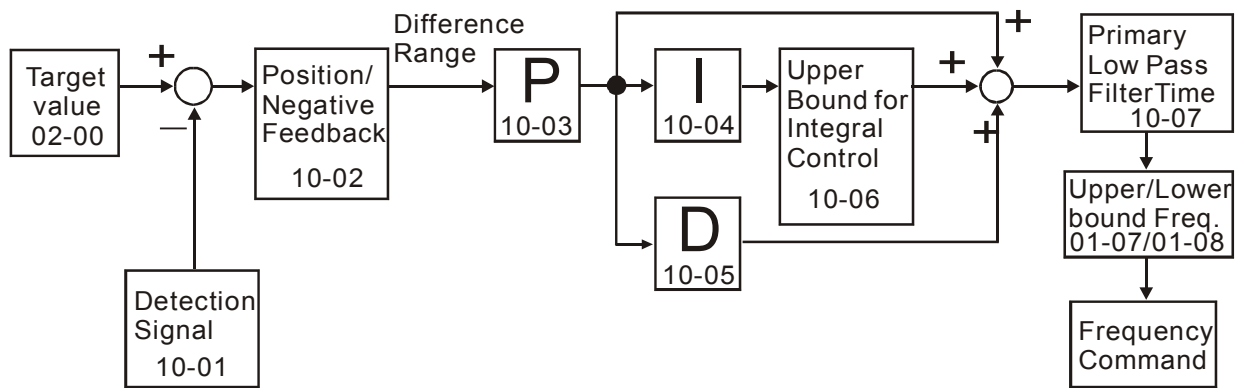 Target
value
02-00
+
−
Detection
Signal
10-01
Position/
Negative
Feedback
10-02
Difference
Range
P
10-03
I
10-04
D
10-05
Upper
Bound for
Integral
Control
10-06
+
+
+
Primary
Low Pass
FilterTime
10-07
Upper/Lower
bound Freq.
01-07/01-08
Frequency
Command